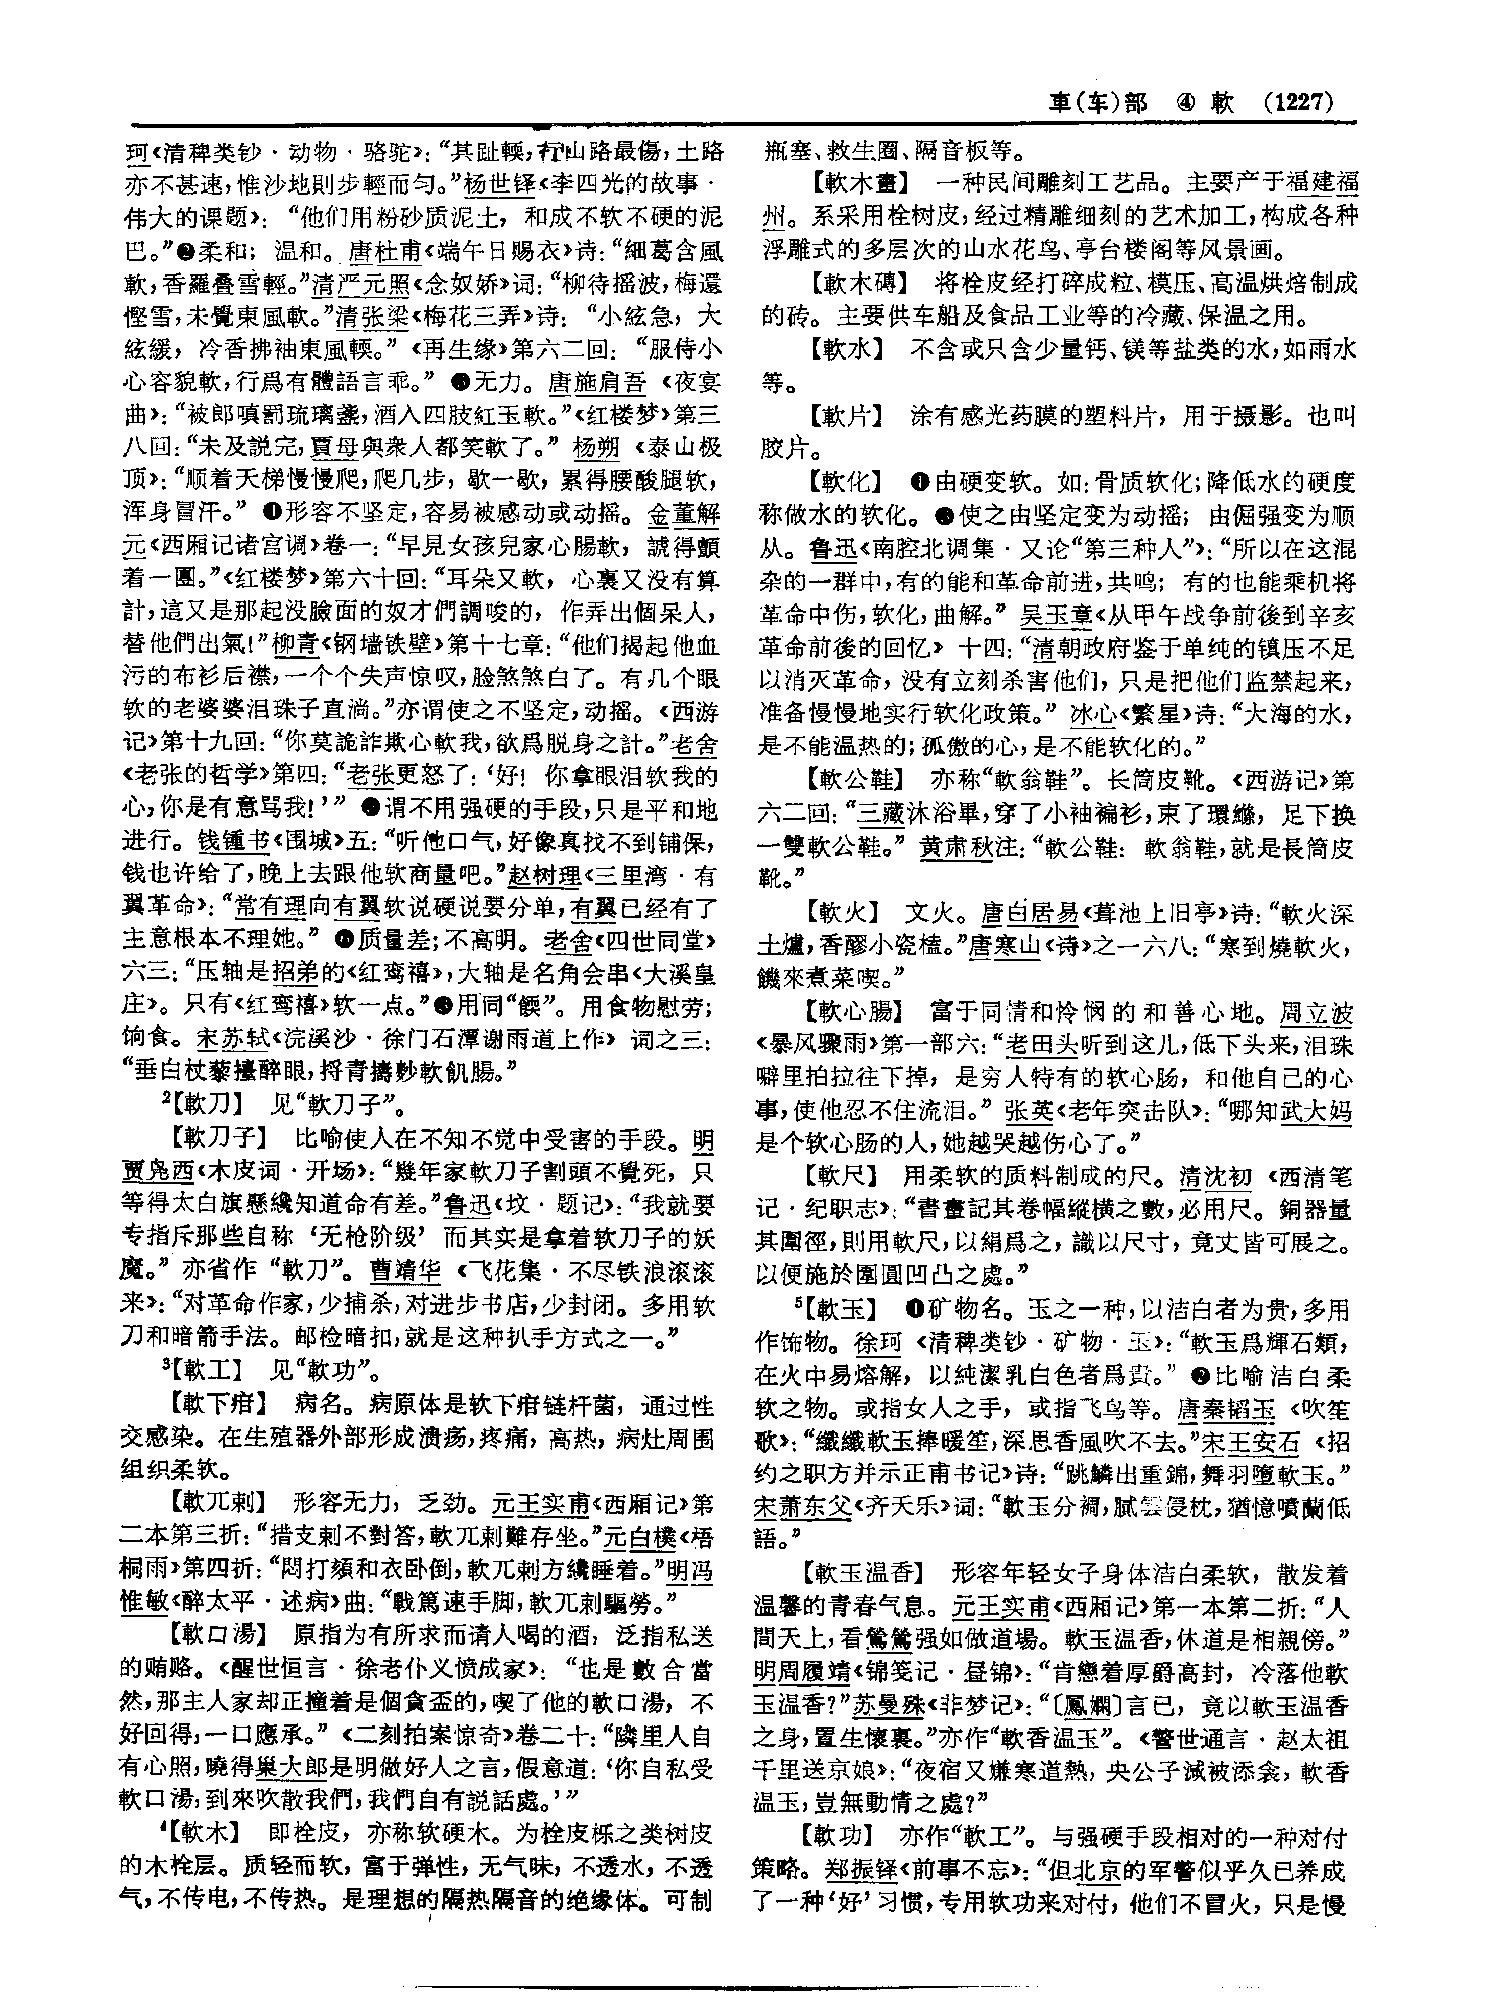 車(车)部 ④ 軟 (1227)
珂《清稗类钞·动物·骆驼》:“其趾輭,行山路最傷,土路
亦不甚速,惟沙地則步輕而匀。”杨世铎《李四光的故事·
伟大的课题》:“他们用粉砂质泥土,和成不软不硬的泥
巴。”❷柔和;温和。唐杜甫《端午日赐衣》诗:“細葛含風
軟,香羅叠雪輕。”清严元照《念奴娇》词:“柳待摇波,梅還
慳雪,未覺東風軟。”清张梁《梅花三弄》诗:“小絃急,大
絃緩,冷香拂袖東風輭。”《再生缘》第六二回:“服侍小
心容貌軟,行爲有體語言乖。”❸无力。唐施肩吾《夜宴
曲》:“被郎嗔罰琉璃盞,酒入四肢紅玉軟。”《红楼梦》第三
八回:“未及説完,賈母與衆人都笑軟了。”杨朔《泰山极
顶》:“顺着天梯慢慢爬,爬几步,歇一歇,累得腰酸腿软,
浑身冒汗。”❹形容不坚定,容易被感动或动摇。金董解
元《西厢记诸宫调》卷一:“早見女孩兒家心腸軟,諕得顫
着一團。”《红楼梦》第六十回:“耳朵又軟,心裏又没有算
計,這又是那起没臉面的奴才們調唆的,作弄出個呆人,
替他們出氣!”柳青《铜墙铁壁》第十七章:“他们揭起他血
污的布衫后襟,一个个失声惊叹,脸煞煞白了。有几个眼
软的老婆婆泪珠子直淌。”亦谓使之不坚定,动摇。《西游
记》第十九回:“你莫詭詐欺心軟我,欲爲脱身之計。”老舍
《老张的哲学》第四:“老张更怒了:‘好!你拿眼泪软我的
心,你是有意骂我!’”❺谓不用强硬的手段,只是平和地
进行。钱锺书《围城》五:“听他口气,好像真找不到铺保,
钱也许给了,晚上去跟他软商量吧。”赵树理《三里湾·有
翼革命》:“常有理向有翼软说硬说要分单,有翼已经有了
主意根本不理她。”❻质量差;不高明。老舍《四世同堂》
六三:“压轴是招弟的《红鸾禧》,大轴是名角会串《大溪皇
庄》。只有《红鸾禧》软一点。”❼用同“餪”。用食物慰劳;
饷食。宋苏轼《浣溪沙·徐门石潭谢雨道上作》词之三:
“垂白杖藜擡醉眼,捋青擣麨軟飢腸。”
²【軟刀】 见“軟刀子”。
【軟刀子】 比喻使人在不知不觉中受害的手段。明
贾凫西《木皮词·开场》:“幾年家軟刀子割頭不覺死,只
等得太白旗懸纔知道命有差。”鲁迅《坟·题记》:“我就要
专指斥那些自称‘无枪阶级’而其实是拿着软刀子的妖
魔。”亦省作“軟刀”。曹靖华《飞花集·不尽铁浪滚滚
来》:“对革命作家,少捕杀,对进步书店,少封闭。多用软
刀和暗箭手法。邮检暗扣,就是这种扒手方式之一。”
³【軟工】 见“軟功”。
【軟下疳】 病名。病原体是软下疳链杆菌,通过性
交感染。在生殖器外部形成溃疡,疼痛,高热,病灶周围
组织柔软。
【軟兀剌】 形容无力,乏劲。元王实甫《西厢记》第
二本第三折:“措支剌不對答,軟兀剌難存坐。”元白樸《梧
桐雨》第四折:“悶打頦和衣卧倒,軟兀剌方纔睡着。”明冯
惟敏《醉太平·述病》曲:“戰篤速手脚,軟兀剌軀勞。”
【軟口湯】 原指为有所求而请人喝的酒,泛指私送
的贿赂。《醒世恒言·徐老仆义愤成家》:“也是數合當
然,那主人家却正撞着是個貪盃的,喫了他的軟口湯,不
好回得,一口應承。”《二刻拍案惊奇》卷二十:“隣里人自
有心照,曉得巢大郎是明做好人之言,假意道:‘你自私受
軟口湯,到來吹散我們,我們自有説話處。’”
⁴【軟木】 即栓皮,亦称软硬木。为栓皮栎之类树皮
的木栓层。质轻而软,富于弹性,无气味,不透水,不透
气,不传电,不传热。是理想的隔热隔音的绝缘体。可制
瓶塞、救生圈、隔音板等。
【軟木畫】 一种民间雕刻工艺品。主要产于福建福
州。系采用栓树皮,经过精雕细刻的艺术加工,构成各种
浮雕式的多层次的山水花鸟、亭台楼阁等风景画。
【軟木磚】 将栓皮经打碎成粒、模压、高温烘焙制成
的砖。主要供车船及食品工业等的冷藏、保温之用。
【軟水】 不含或只含少量钙、镁等盐类的水,如雨水
等。
【軟片】 涂有感光药膜的塑料片,用于摄影。也叫
胶片。
【軟化】 ❶由硬变软。如:骨质软化;降低水的硬度
称做水的软化。❷使之由坚定变为动摇;由倔强变为顺
从。鲁迅《南腔北调集·又论“第三种人”》:“所以在这混
杂的一群中,有的能和革命前进,共鸣;有的也能乘机将
革命中伤,软化,曲解。”吴玉章《从甲午战争前後到辛亥
革命前後的回忆》十四:“清朝政府鉴于单纯的镇压不足
以消灭革命,没有立刻杀害他们,只是把他们监禁起来,
准备慢慢地实行软化政策。”冰心《繁星》诗:“大海的水,
是不能温热的;孤傲的心,是不能软化的。”
【軟公鞋】 亦称“軟翁鞋”。长筒皮靴。《西游记》第
六二回:“三藏沐浴畢,穿了小袖褊衫,束了環縧,足下换
一雙軟公鞋。”黄肃秋注:“軟公鞋:軟翁鞋,就是長筒皮
靴。”
【軟火】 文火。唐白居易《葺池上旧亭》诗:“軟火深
土爐,香醪小瓷榼。”唐寒山《诗》之一六八:“寒到燒軟火,
饑來煮菜喫。”
【軟心腸】 富于同情和怜悯的和善心地。周立波
《暴风骤雨》第一部六:“老田头听到这儿,低下头来,泪珠
噼里拍拉往下掉,是穷人特有的软心肠,和他自己的心
事,使他忍不住流泪。”张英《老年突击队》:“哪知武大妈
是个软心肠的人,她越哭越伤心了。”
【軟尺】 用柔软的质料制成的尺。清沈初《西清笔
记·纪职志》:“書畫記其卷幅縱横之數,必用尺。銅器量
其圍徑,則用軟尺,以絹爲之,識以尺寸,竟丈皆可展之。
以便施於團圓凹凸之處。”
⁵【軟玉】 ❶矿物名。玉之一种,以洁白者为贵,多用
作饰物。徐珂《清稗类钞·矿物·玉》:“軟玉爲輝石類,
在火中易熔解,以純潔乳白色者爲貴。”❷比喻洁白柔
软之物。或指女人之手,或指飞鸟等。唐秦韬玉《吹笙
歌》:“纖纖軟玉捧暖笙,深思香風吹不去。”宋王安石《招
约之职方并示正甫书记》诗:“跳鱗出重錦,舞羽墮軟玉。”
宋萧东父《齐天乐》词:“軟玉分裯,膩雲侵枕,猶憶噴蘭低
語。”
【軟玉温香】 形容年轻女子身体洁白柔软,散发着
温馨的青春气息。元王实甫《西厢记》第一本第二折:“人
間天上,看鶯鶯强如做道場。軟玉温香,休道是相親傍。”
明周履靖《锦笺记·昼锦》:“肯戀着厚爵高封,冷落他軟
玉温香?”苏曼殊《非梦记》:“〔鳳嫻〕言已,竟以軟玉温香
之身,置生懷裏。”亦作“軟香温玉”。《警世通言·赵太祖
千里送京娘》:“夜宿又嫌寒道熱,央公子減被添衾,軟香
温玉,豈無動情之處?”
【軟功】 亦作“軟工”。与强硬手段相对的一种对付
策略。郑振铎《前事不忘》:“但北京的军警似乎久已养成
了一种‘好’习惯,专用软功来对付,他们不冒火,只是慢